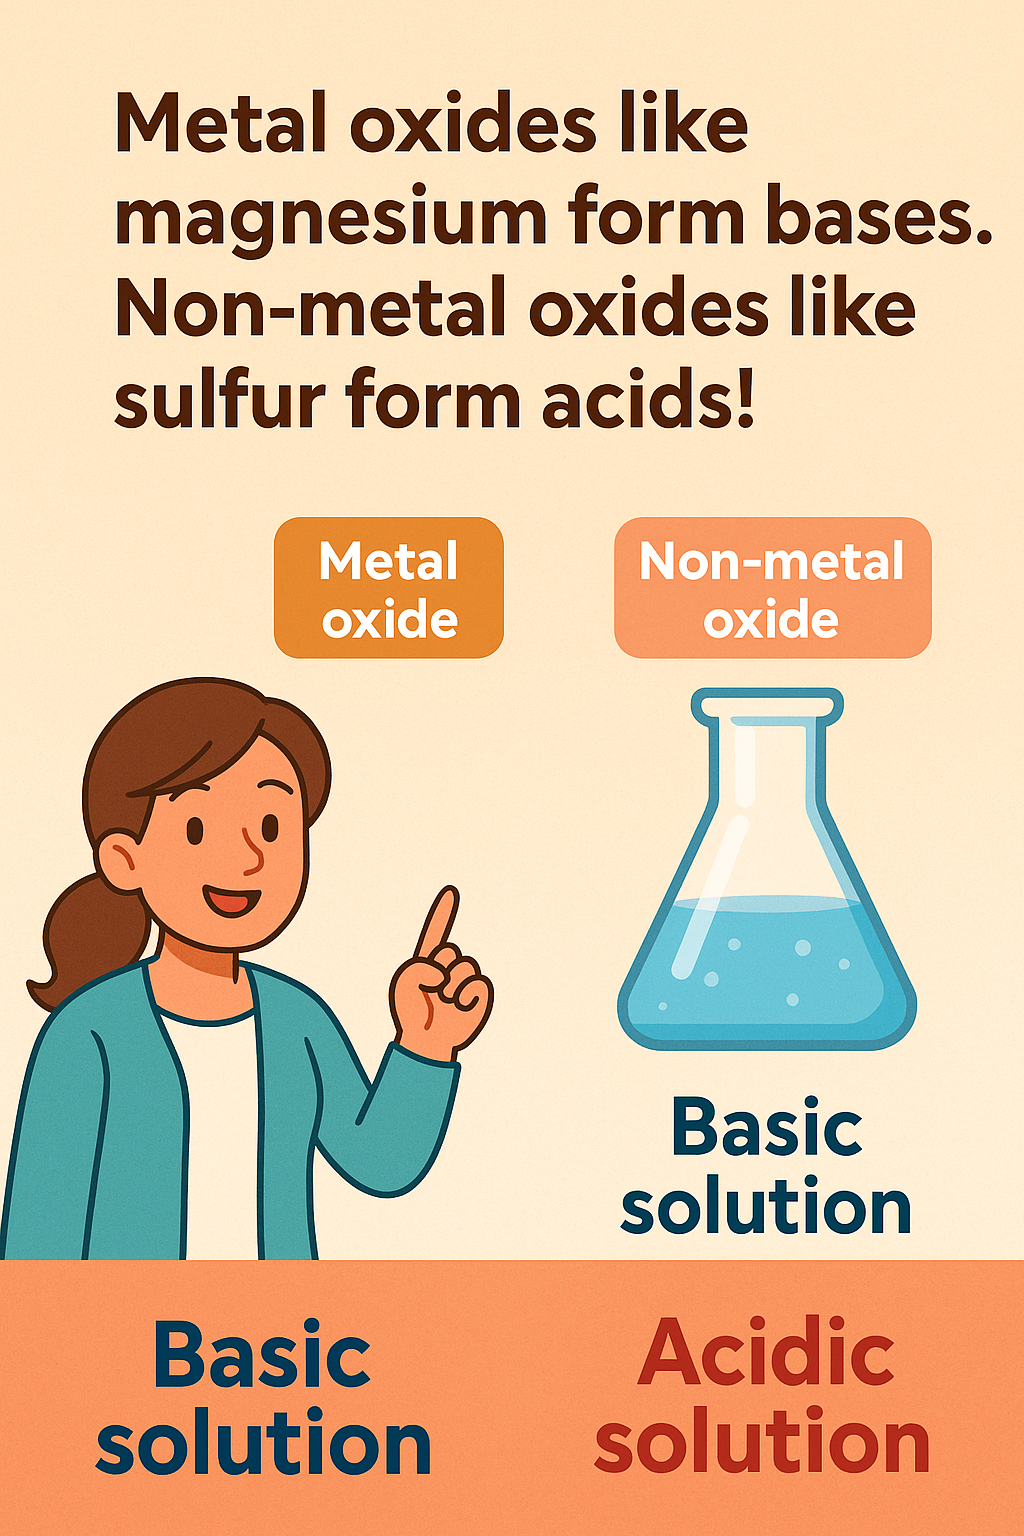 Metal oxides like
magnesium form bases.
Non-metal oxides like
sulfur form acids!
Metal
oxide
Non-metal
oxide
Basic
solution
Basic
solution
Acidic
solution